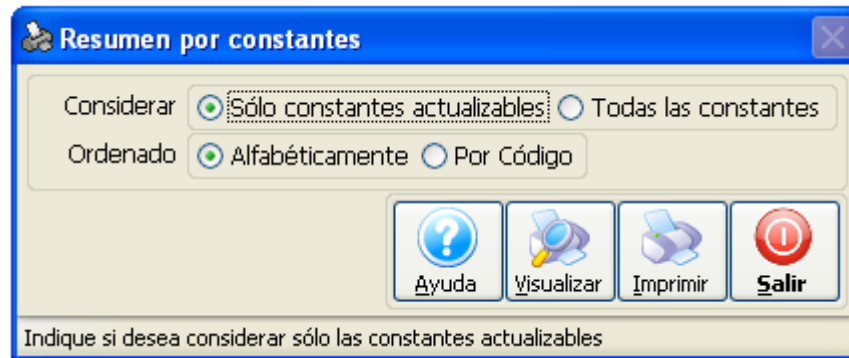 Resumen por constantes
Considerar Sólo constantes actualizables Todas las constantes
Ordenado Alfabéticamente Por Código
Ayuda Visualizar Imprimir Salir
Indique si desea considerar sólo las constantes actualizables